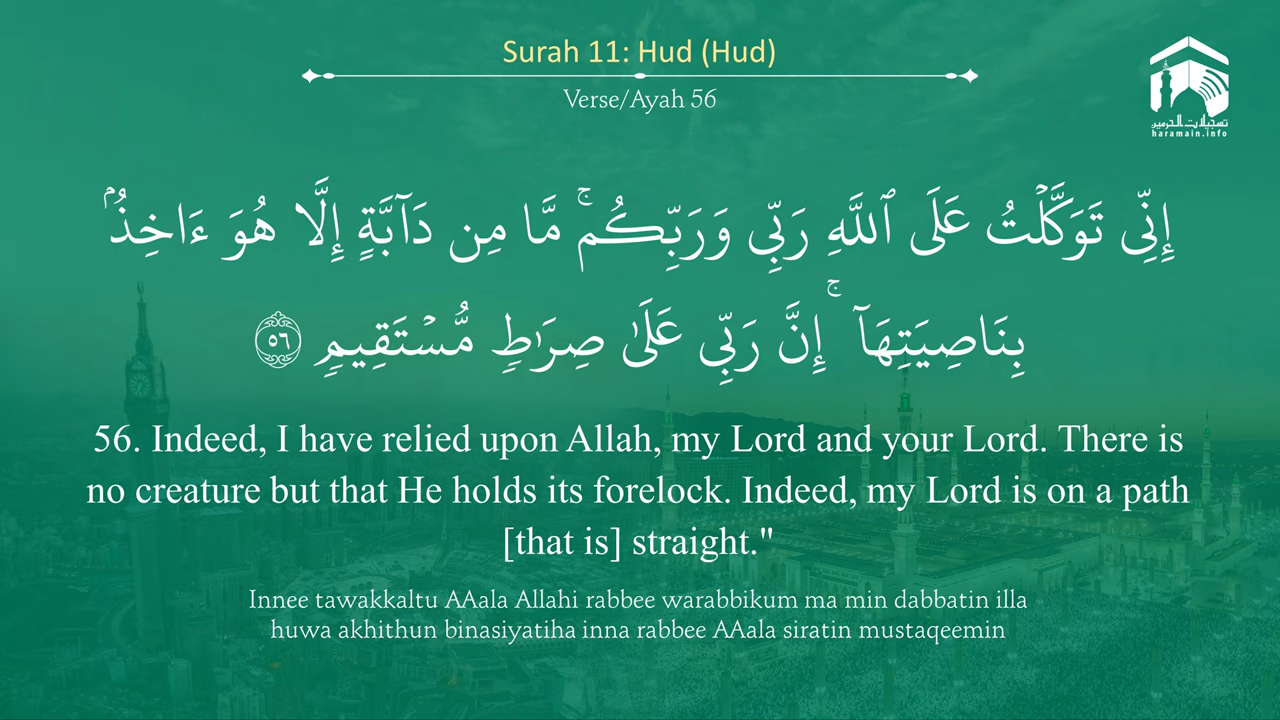 Surah 11: Hud (Hud)
Verse/Ayah 56
تسجيلات الحرمين
haramain.info
إِنِّى تَوَكَّلْتُ عَلَى ٱللَّهِ رَبِّى وَرَبِّكُم ۚ مَّا مِن دَآبَّةٍ إِلَّا هُوَ ءَاخِذٌۢ
بِنَاصِيَتِهَآ ۚ إِنَّ رَبِّى عَلَىٰ صِرَٰطٍ مُّسْتَقِيمٍ ٥٦
56. Indeed, I have relied upon Allah, my Lord and your Lord. There is
no creature but that He holds its forelock. Indeed, my Lord is on a path
[that is] straight."
Innee tawakkaltu AAala Allahi rabbee warabbikum ma min dabbatin illa
huwa akhithun binasiyatiha inna rabbee AAala siratin mustaqeemin